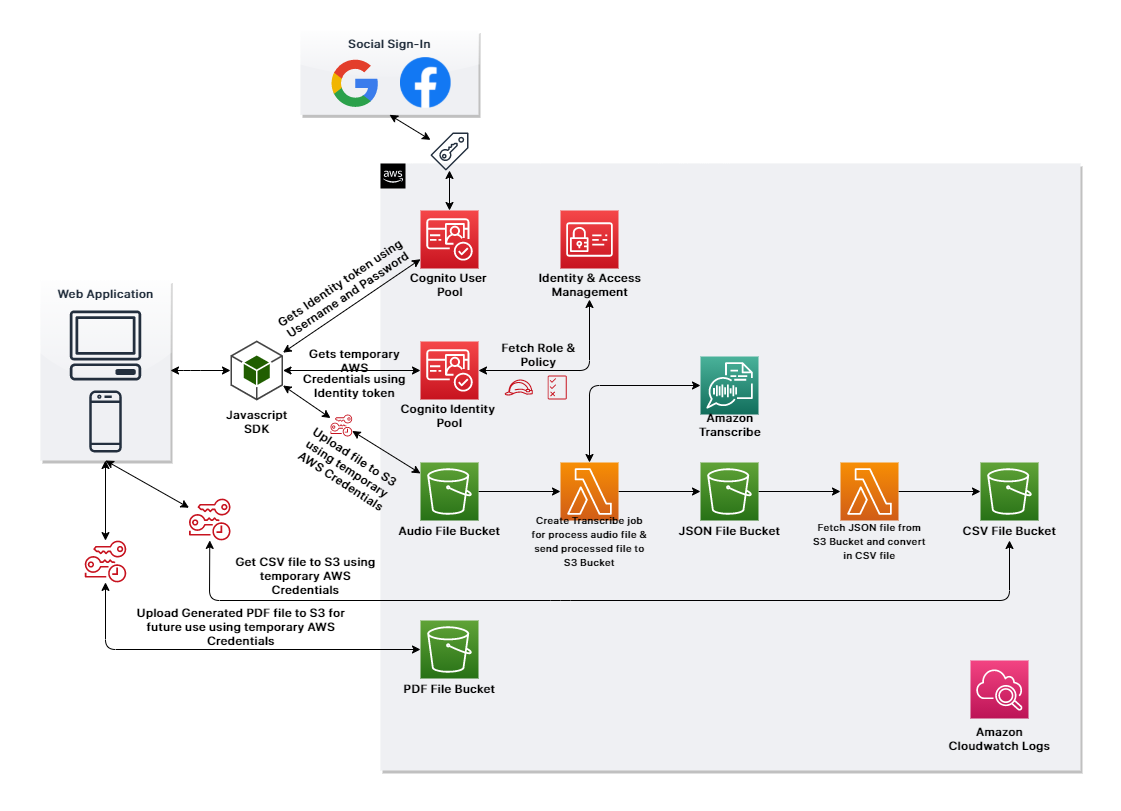 Social Sign-In
aws
Gets Identity token using
Username and Password
Cognito User
Pool
Identity & Access
Management
Web Application
Gets temporary
AWS
Credentials using
Identity token
Fetch Role &
Policy
Javascript
SDK
Cognito Identity
Pool
Amazon
Transcribe
Upload file to S3
using temporary
AWS Credentials
Audio File Bucket
Create Transcribe job
for process audio file &
send processed file to
S3 Bucket
JSON File Bucket
Fetch JSON file from
S3 Bucket and convert
in CSV file
CSV File Bucket
Get CSV file to S3 using
temporary AWS
Credentials
Upload Generated PDF file to S3 for
future use using temporary AWS
Credentials
PDF File Bucket
Amazon
Cloudwatch Logs